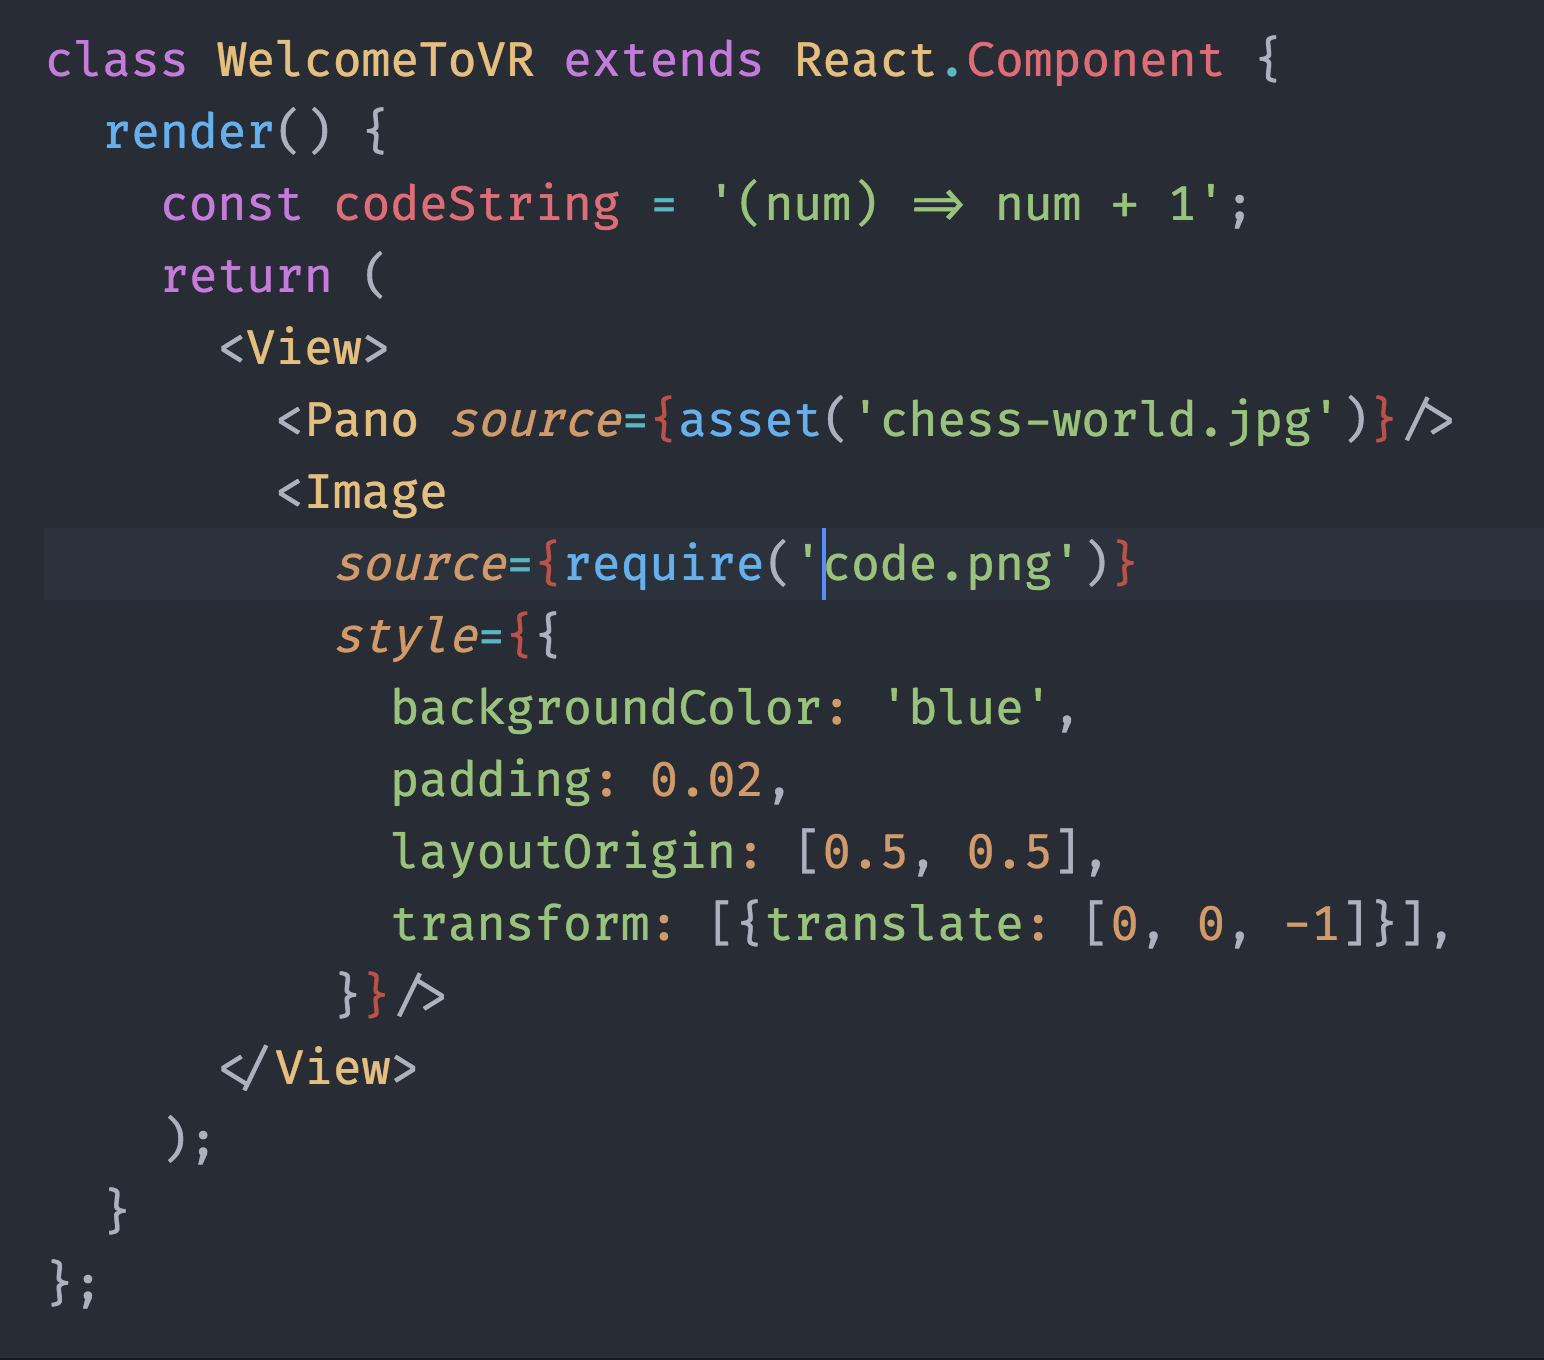 class WelcomeToVR extends React.Component {
render() {
const codeString = '(num) => num + 1';
return (
<View>
<Pano source={asset('chess-world.jpg')}/>
<Image
source={require('code.png')}
style={{
backgroundColor: 'blue',
padding: 0.02,
layoutOrigin: [0.5, 0.5],
transform: [{translate: [0, 0, -1]}],
}}/>
</View>
);
}
};